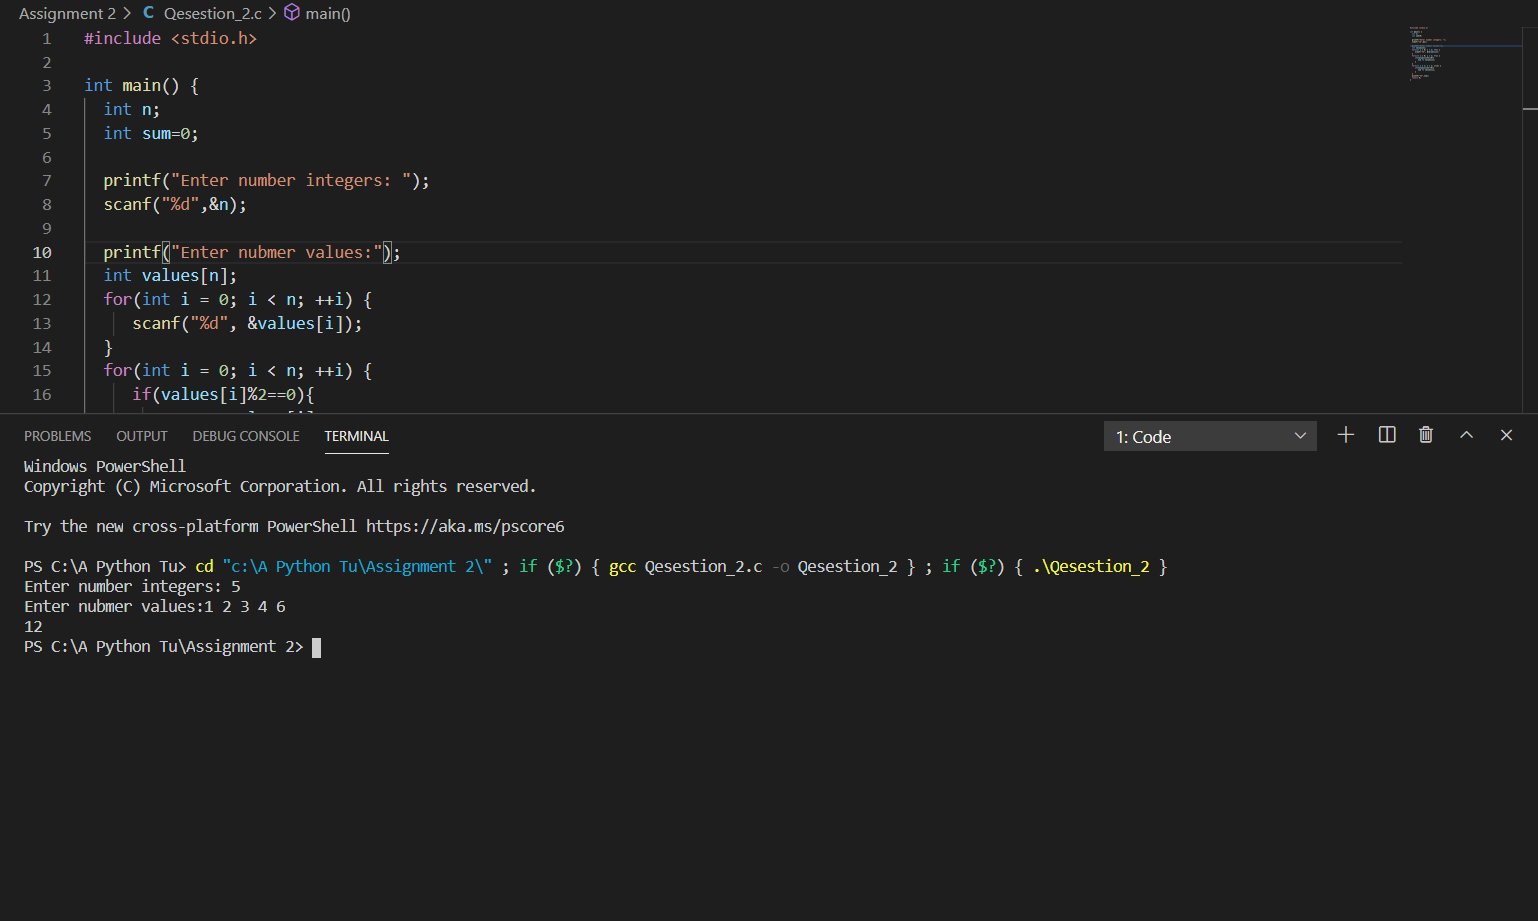 Assignment 2 > C Qesestion_2.c > main()
1 #include <stdio.h>
2
3 int main() {
4 int n;
5 int sum=0;
6
7 printf("Enter number integers: ");
8 scanf("%d",&n);
9
10 printf("Enter nubmer values:");
11 int values[n];
12 for(int i = 0; i < n; ++i) {
13 scanf("%d", &values[i]);
14 }
15 for(int i = 0; i < n; ++i) {
16 if(values[i]%2==0){
PROBLEMS OUTPUT DEBUG CONSOLE TERMINAL 1: Code
Windows PowerShell
Copyright (C) Microsoft Corporation. All rights reserved.
Try the new cross-platform PowerShell https://aka.ms/pscore6
PS C:\A Python Tu> cd "c:\A Python Tu\Assignment 2\" ; if ($?) { gcc Qesestion_2.c -o Qesestion_2 } ; if ($?) { .\Qesestion_2 }
Enter number integers: 5
Enter nubmer values:1 2 3 4 6
12
PS C:\A Python Tu\Assignment 2>